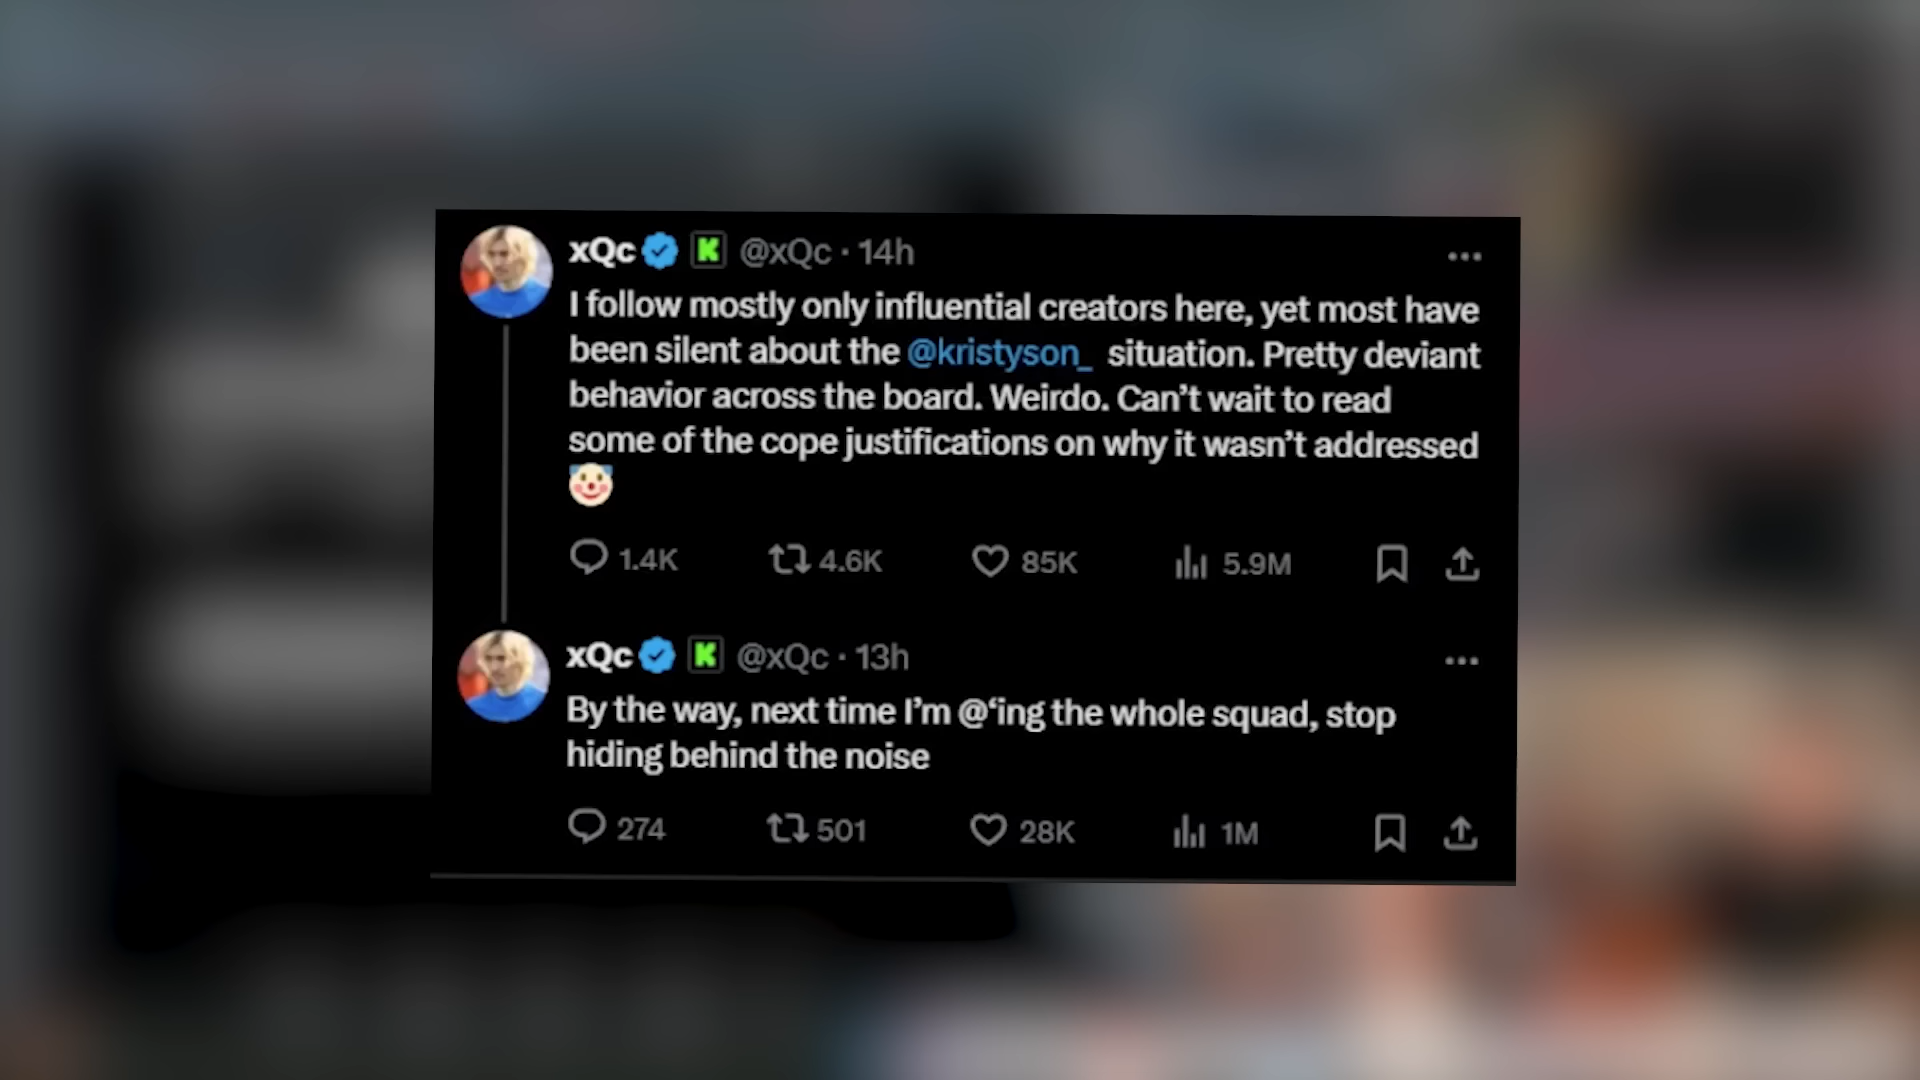 xQc K @xQc · 14h
I follow mostly only influential creators here, yet most have
been silent about the @kristyson_ situation. Pretty deviant
behavior across the board. Weirdo. Can’t wait to read
some of the cope justifications on why it wasn’t addressed
🤡
1.4K 4.6K 85K 5.9M
xQc K @xQc · 13h
By the way, next time I’m @‘ing the whole squad, stop
hiding behind the noise
274 501 28K 1M